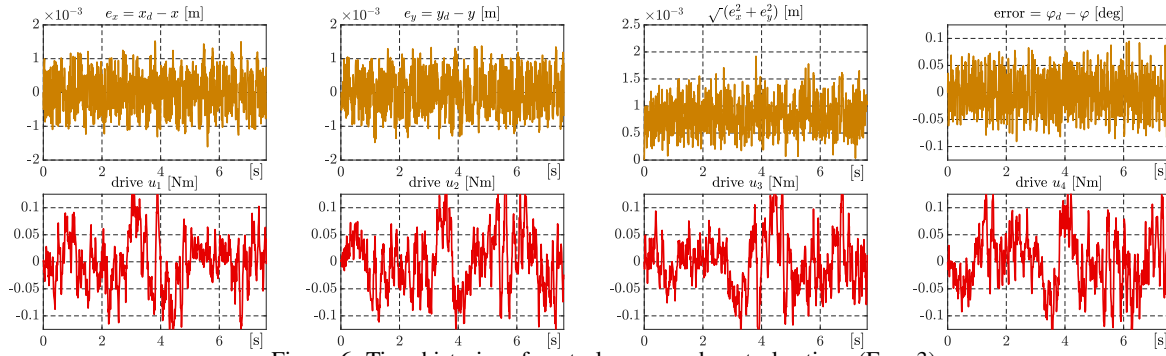 ×10⁻³ e_x = x_d − x [m]
2
1
0
-1
-2
0 2 4 6 [s]
×10⁻³ e_y = y_d − y [m]
2
1
0
-1
-2
0 2 4 6 [s]
×10⁻³ √(e_x² + e_y²) [m]
2.5
2
1.5
1
0.5
0
0 2 4 6 [s]
error = φ_d − φ [deg]
0.1
0.05
0
-0.05
-0.1
0 2 4 6 [s]
drive u₁ [Nm]
0.1
0.05
0
-0.05
-0.1
0 2 4 6 [s]
drive u₂ [Nm]
0.1
0.05
0
-0.05
-0.1
0 2 4 6 [s]
drive u₃ [Nm]
0.1
0.05
0
-0.05
-0.1
0 2 4 6 [s]
drive u₄ [Nm]
0.1
0.05
0
-0.05
-0.1
0 2 4 6 [s]